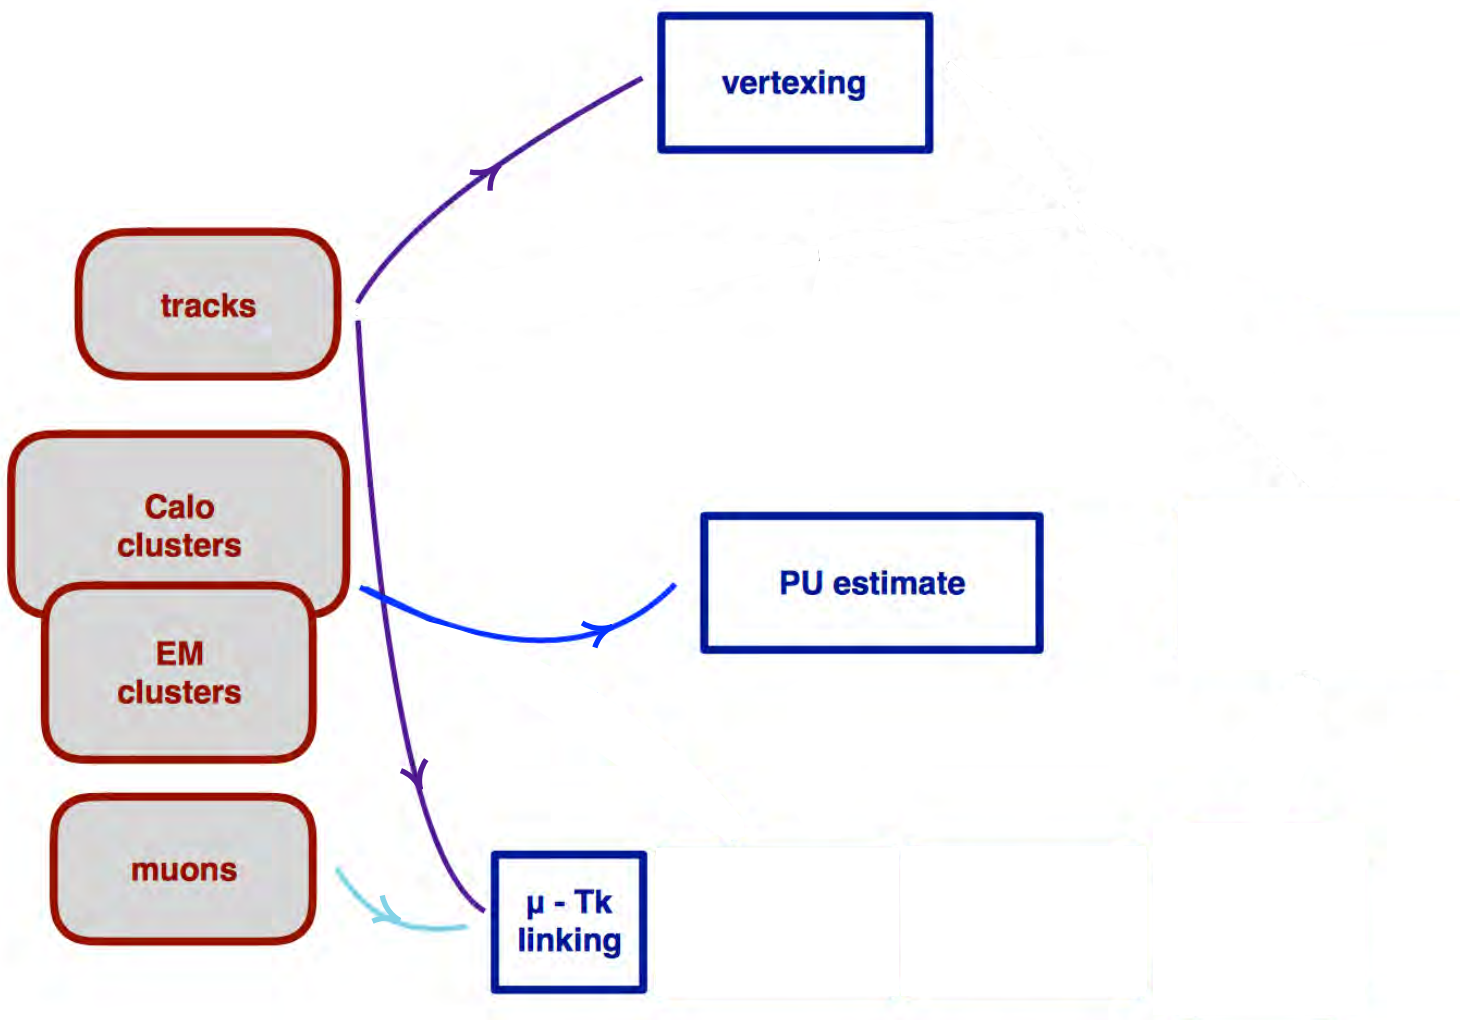 vertexing
tracks
Calo
clusters
PU estimate
EM
clusters
muons
µ - Tk
linking